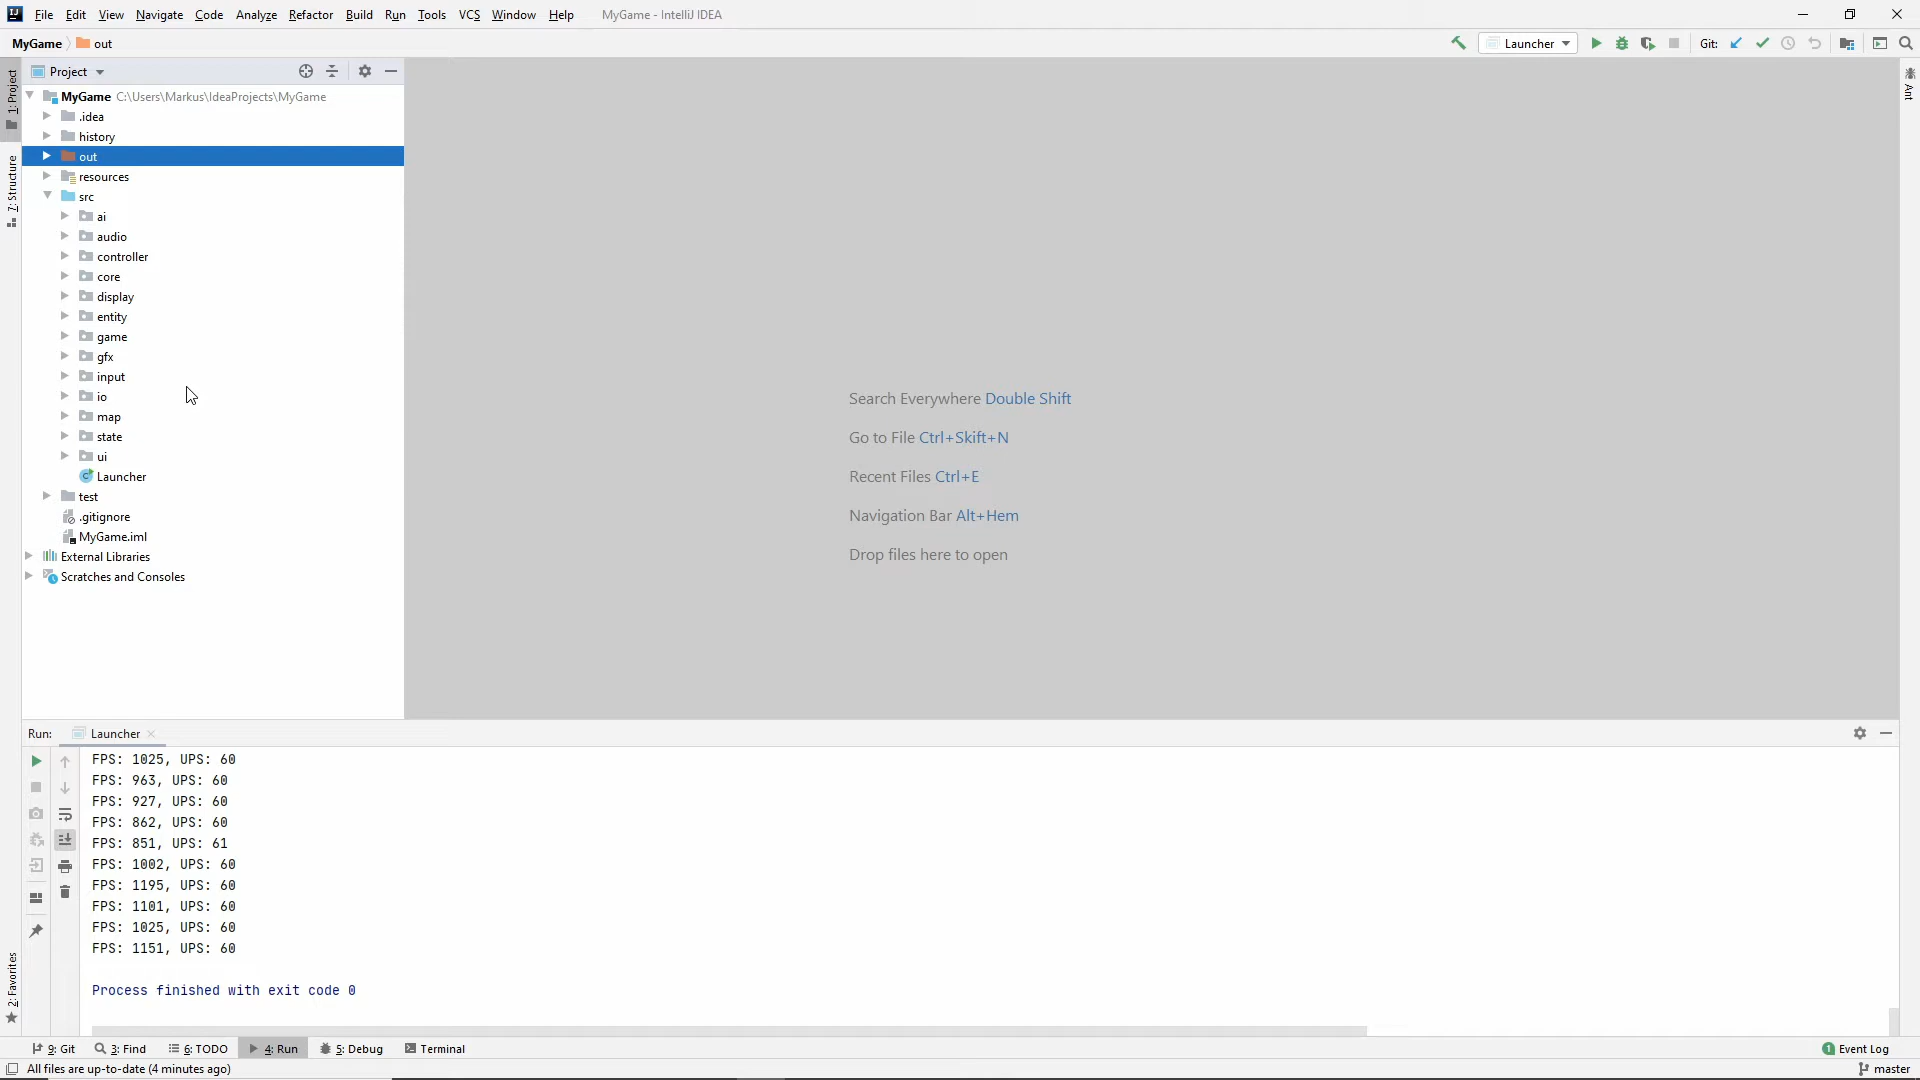 File Edit View Navigate Code Analyze Refactor Build Run Tools VCS Window Help MyGame - IntelliJ IDEA
MyGame out
Launcher Git:
Project
MyGame C:\Users\Markus\IdeaProjects\MyGame
.idea
history
out
resources
src
ai
audio
controller
core
display
entity
game
gfx
input
io
map
state
ui
Launcher
test
.gitignore
MyGame.iml
External Libraries
Scratches and Consoles
1: Project
7: Structure
2: Favorites
Ant
Search Everywhere Double Shift
Go to File Ctrl+Skift+N
Recent Files Ctrl+E
Navigation Bar Alt+Hem
Drop files here to open
Run: Launcher
FPS: 1025, UPS: 60
FPS: 963, UPS: 60
FPS: 927, UPS: 60
FPS: 862, UPS: 60
FPS: 851, UPS: 61
FPS: 1002, UPS: 60
FPS: 1195, UPS: 60
FPS: 1101, UPS: 60
FPS: 1025, UPS: 60
FPS: 1151, UPS: 60
Process finished with exit code 0
9: Git 3: Find 6: TODO 4: Run 5: Debug Terminal 1 Event Log
All files are up-to-date (4 minutes ago) master